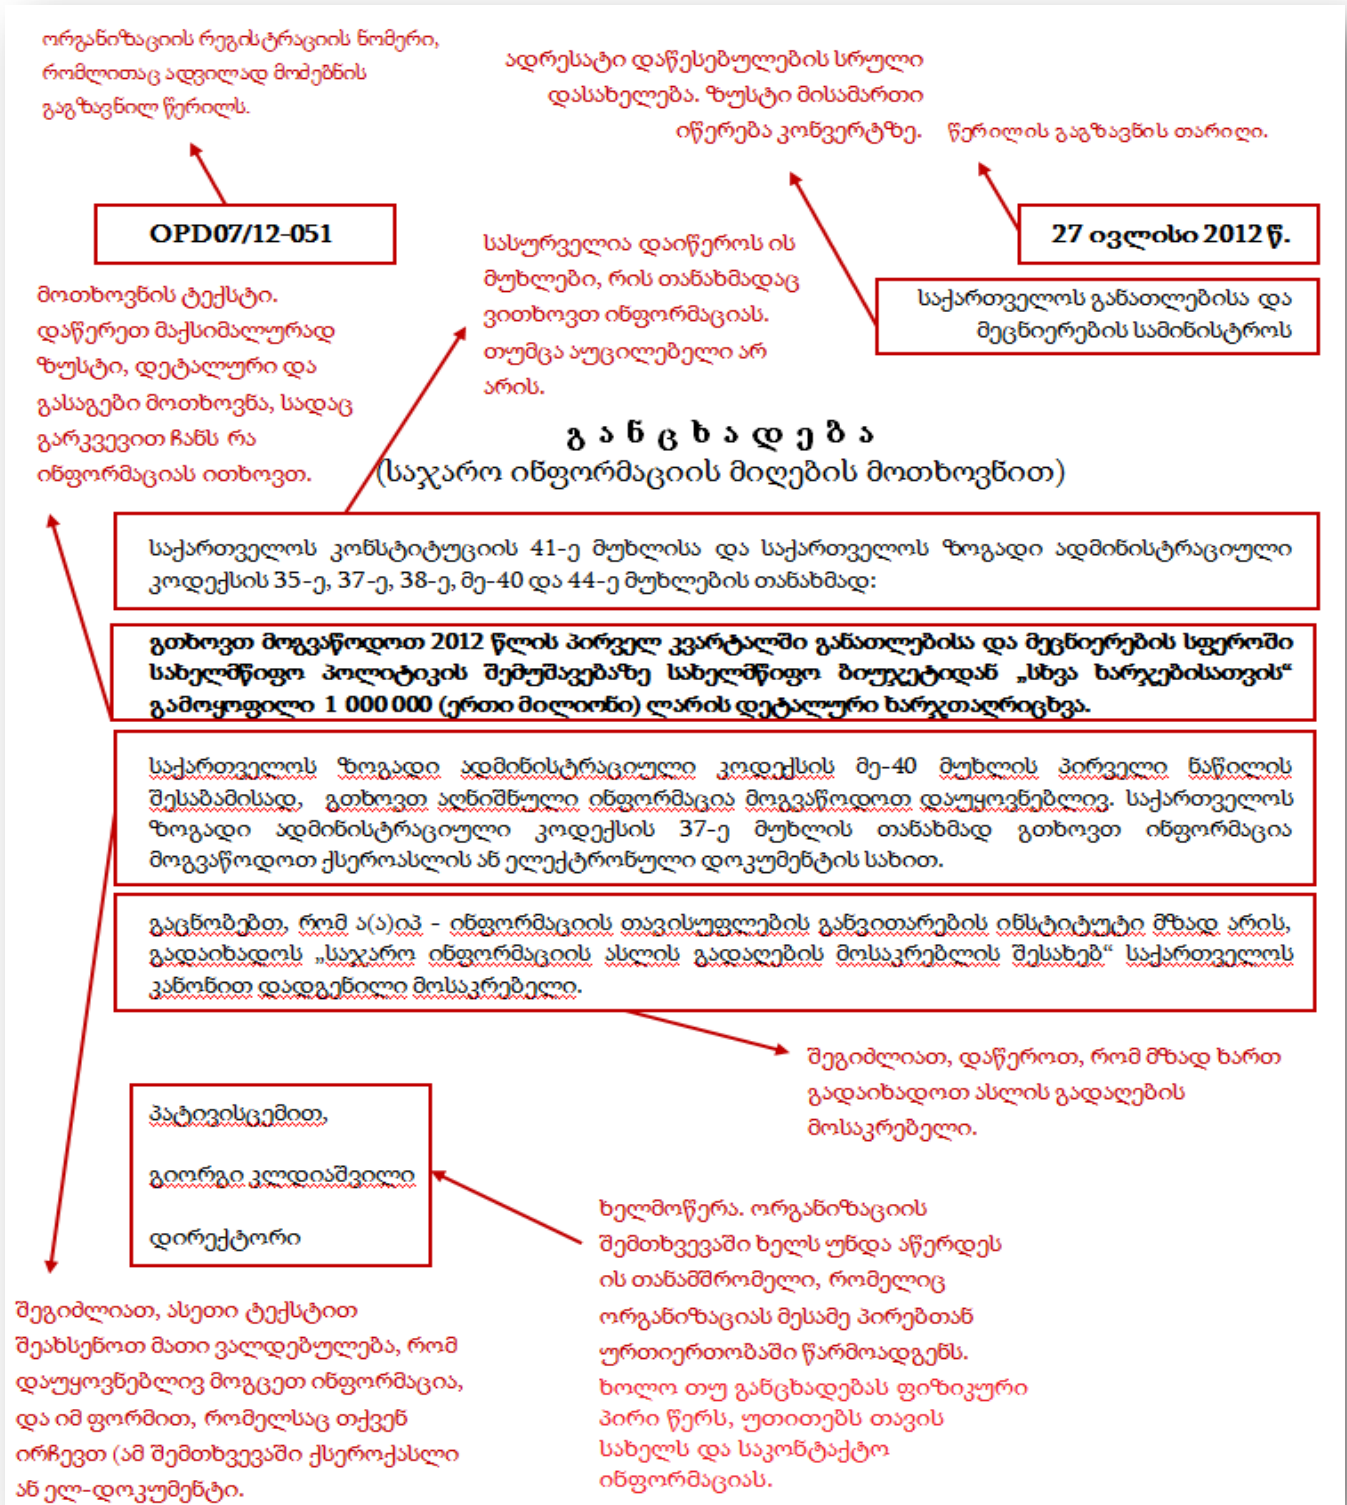 ორგანიზაციის რეგისტრაციის ნომერი,
რომლითაც ადვილად მოძებნის
გაგზავნილ წერილს.
ადრესატი დაწესებულების სრული
დასახელება. ზუსტი მისამართი
იწერება კონვერტზე.
წერილის გაგზავნის თარიღი.
OPD07/12-051
27 ივლისი 2012 წ.
სასურველია დაიწეროს ის
მუხლები, რის თანახმადაც
ვითხოვთ ინფორმაციას.
თუმცა აუცილებელი არ
არის.
საქართველოს განათლებისა და
მეცნიერების სამინისტროს
მოთხოვნის ტექსტი.
დაწერეთ მაქსიმალურად
ზუსტი, დეტალური და
გასაგები მოთხოვნა, სადაც
გარკვევით ჩანს რა
ინფორმაციას ითხოვთ.
გ ა ნ ც ხ ა დ ე ბ ა
(საჯარო ინფორმაციის მიღების მოთხოვნით)
საქართველოს კონსტიტუციის 41-ე მუხლისა და საქართველოს ზოგადი ადმინისტრაციული
კოდექსის 35-ე, 37-ე, 38-ე, მე-40 და 44-ე მუხლების თანახმად:
გთხოვთ მოგვაწოდოთ 2012 წლის პირველ კვარტალში განათლებისა და მეცნიერების სფეროში
სახელმწიფო პოლიტიკის შემუშავებაზე სახელმწიფო ბიუჯეტიდან „სხვა ხარჯებისათვის“
გამოყოფილი 1 000 000 (ერთი მილიონი) ლარის დეტალური ხარჯთაღრიცხვა.
საქართველოს ზოგადი ადმინისტრაციული კოდექსის მე-40 მუხლის პირველი ნაწილის
შესაბამისად, გთხოვთ აღნიშნული ინფორმაცია მოგვაწოდოთ დაუყოვნებლივ. საქართველოს
ზოგადი ადმინისტრაციული კოდექსის 37-ე მუხლის თანახმად გთხოვთ ინფორმაცია
მოგვაწოდოთ ქსეროასლის ან ელექტრონული დოკუმენტის სახით.
გაცნობებთ, რომ ა(ა)იპ - ინფორმაციის თავისუფლების განვითარების ინსტიტუტი მზად არის,
გადაიხადოს „საჯარო ინფორმაციის ასლის გადაღების მოსაკრებლის შესახებ“ საქართველოს
კანონით დადგენილი მოსაკრებელი.
შეგიძლიათ, დაწეროთ, რომ მზად ხართ
გადაიხადოთ ასლის გადაღების
მოსაკრებელი.
პატივისცემით,
გიორგი კლდიაშვილი
დირექტორი
ხელმოწერა. ორგანიზაციის
შემთხვევაში ხელს უნდა აწერდეს
ის თანამშრომელი, რომელიც
ორგანიზაციას მესამე პირებთან
ურთიერთობაში წარმოადგენს.
ხოლო თუ განცხადებას ფიზიკური
პირი წერს, უთითებს თავის
სახელს და საკონტაქტო
ინფორმაციას.
შეგიძლიათ, ასეთი ტექსტით
შეახსენოთ მათი ვალდებულება, რომ
დაუყოვნებლივ მოგცეთ ინფორმაცია,
და იმ ფორმით, რომელსაც თქვენ
ირჩევთ (ამ შემთხვევაში ქსეროქასლი
ან ელ-დოკუმენტი.